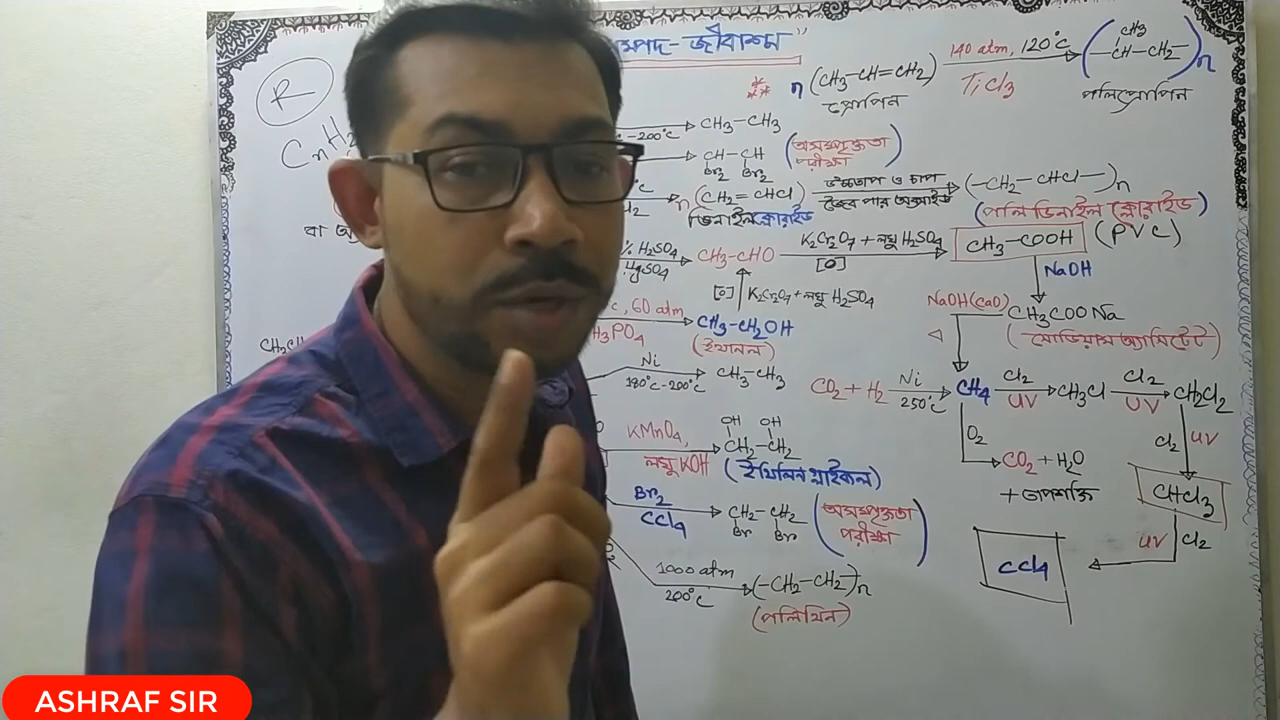 সম্পদ-জীবাশ্ম"
R
CnH2
বা অ
n(CH3-CH=CH2) 140 atm, 120°C TiCl3 (-CH-CH2-)n
CH3
প্রোপিন
পলিপ্রোপিন
-200°C CH3-CH3
CH-CH
Br2 Br2
(অসম্পৃক্ততা
পরীক্ষা)
n(CH2=CHCl) উচ্চতাপ ও চাপ জৈব পার অক্সাইড (-CH2-CHCl-)n
ভিনাইল ক্লোরাইড
(পলি ভিনাইল ক্লোরাইড)
% H2SO4 HgSO4 CH3-CHO K2Cr2O7+লঘু H2SO4 [O] CH3-COOH (PVC)
NaOH
[O] K2Cr2O7+লঘু H2SO4
NaOH(CaO) CH3COONa
(সোডিয়াম অ্যাসিটেট)
C, 60 atm H3PO4 CH3-CH2OH
(ইথানল)
Ni 180°C-200°C CH3-CH3
CO2+H2 Ni 250°C CH4 Cl2 UV CH3Cl Cl2 UV CH2Cl2
KMnO4, লঘু KOH CH2-CH2
OH OH
(ইথিলিন গ্লাইকল)
O2 CO2+H2O
+তাপশক্তি
Cl2 UV
CHCl3
Br2 CCl4 CH2-CH2
Br Br
(অসম্পৃক্ততা
পরীক্ষা)
UV Cl2
CCl4
1000 atm 200°C (-CH2-CH2-)n
(পলিথিন)
ASHRAF SIR